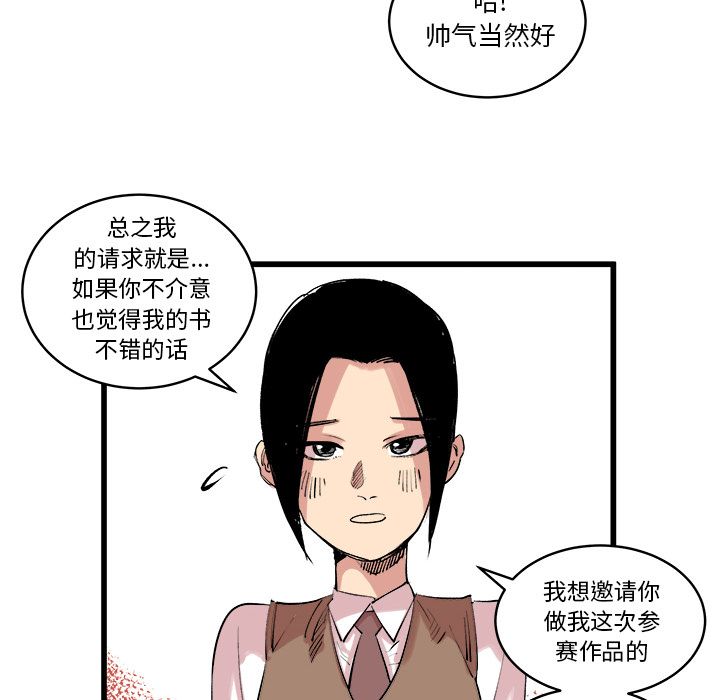 哈!
帅气当然好
总之我
的请求就是...
如果你不介意
也觉得我的书
不错的话
我想邀请你
做我这次参
赛作品的